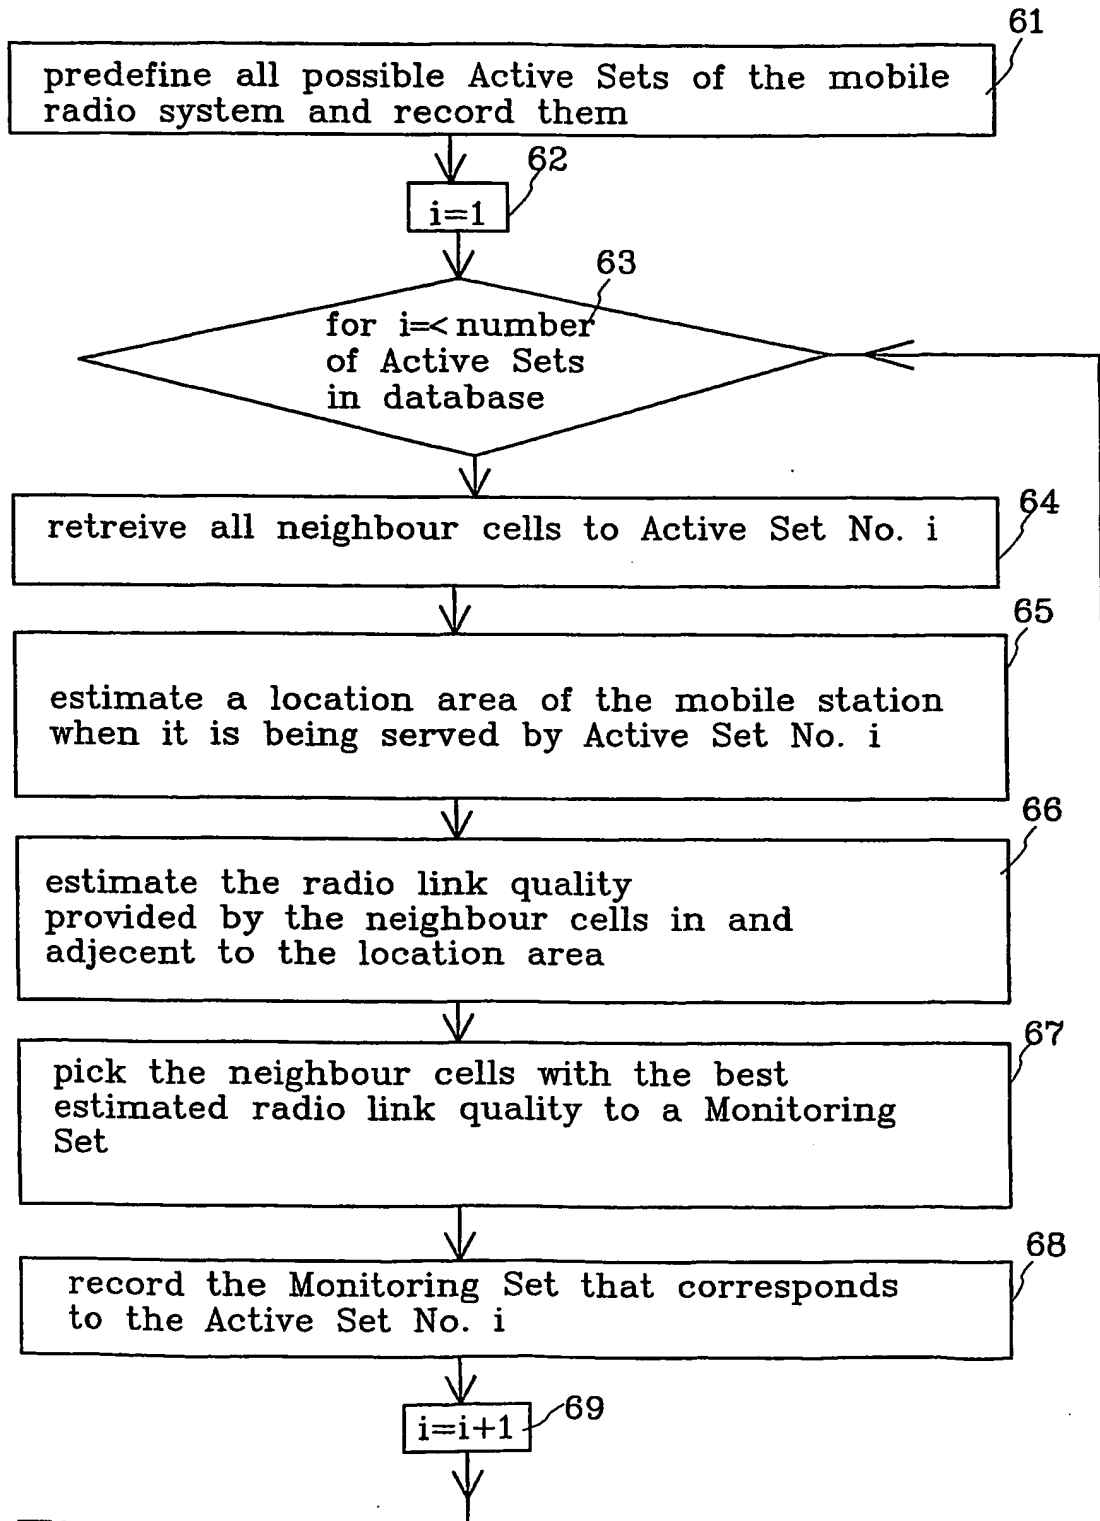 61
predefine all possible Active Sets of the mobile
radio system and record them
62
i=1
63
for i=<number
of Active Sets
in database
64
retreive all neighbour cells to Active Set No. i
65
estimate a location area of the mobile station
when it is being served by Active Set No. i
66
estimate the radio link quality
provided by the neighbour cells in and
adjecent to the location area
67
pick the neighbour cells with the best
estimated radio link quality to a Monitoring
Set
68
record the Monitoring Set that corresponds
to the Active Set No. i
69
i=i+1